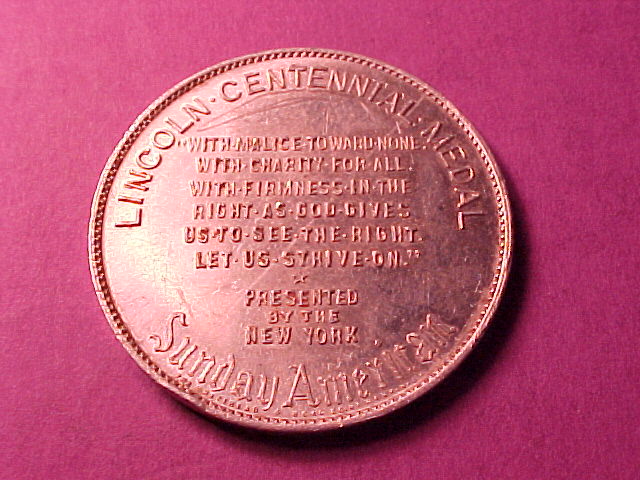 LINCOLN·CENTENNIAL·MEDAL
"WITH·MALICE·TOWARD·NONE.
WITH·CHARITY·FOR·ALL.
WITH·FIRMNESS·IN·THE
RIGHT·AS·GOD·GIVES
US·TO·SEE·THE·RIGHT.
LET·US·STRIVE·ON."
PRESENTED
BY THE
NEW YORK
Sunday American.